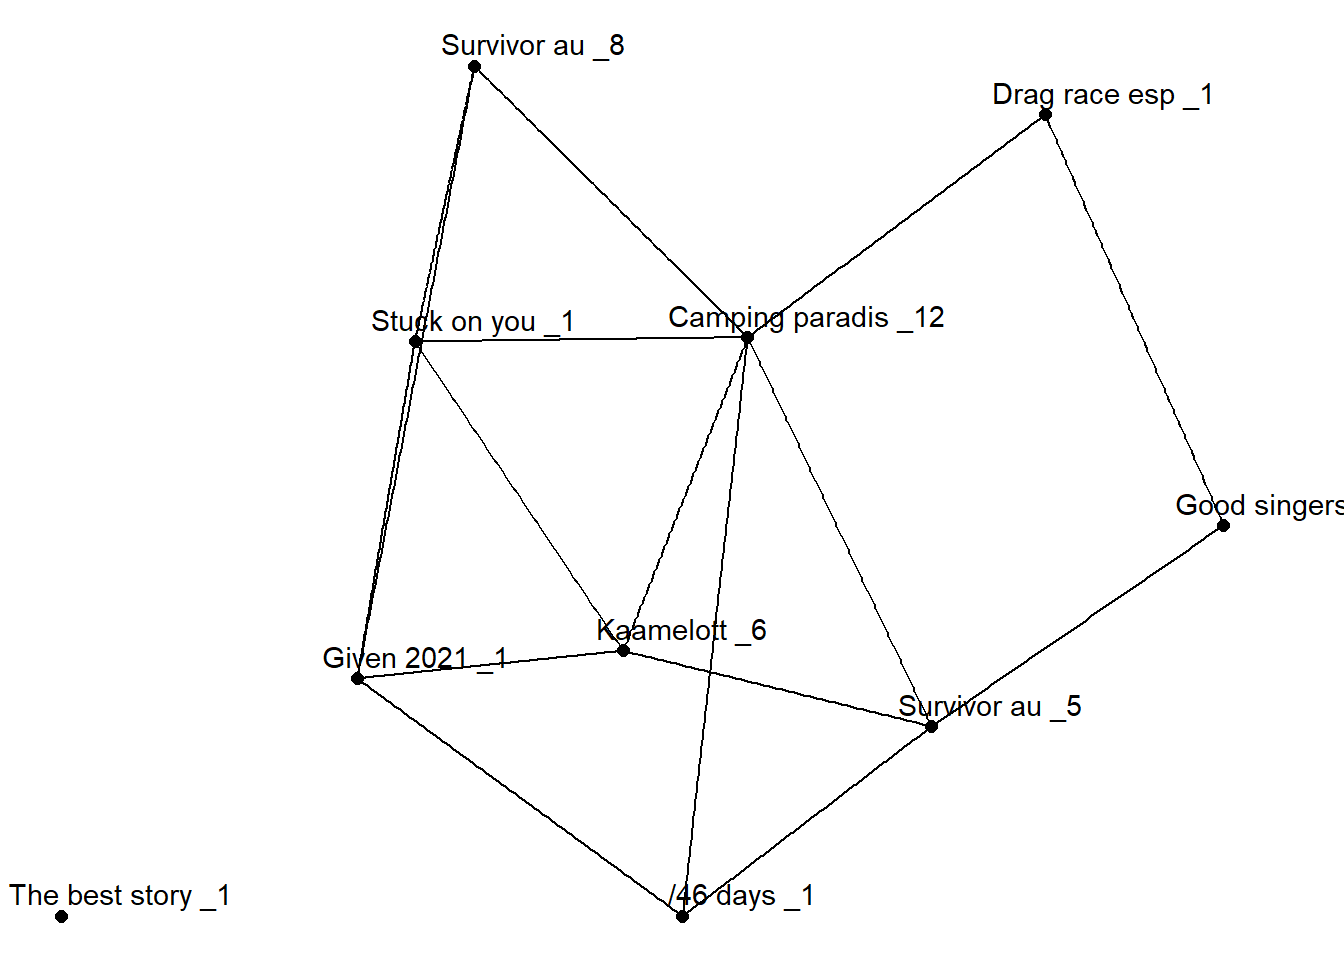 Survivor au _8
Drag race esp _1
Stuck on you _1
Camping paradis _12
Good singers
Kaamelott _6
Given 2021 _1
Survivor au _5
The best story _1
/46 days _1